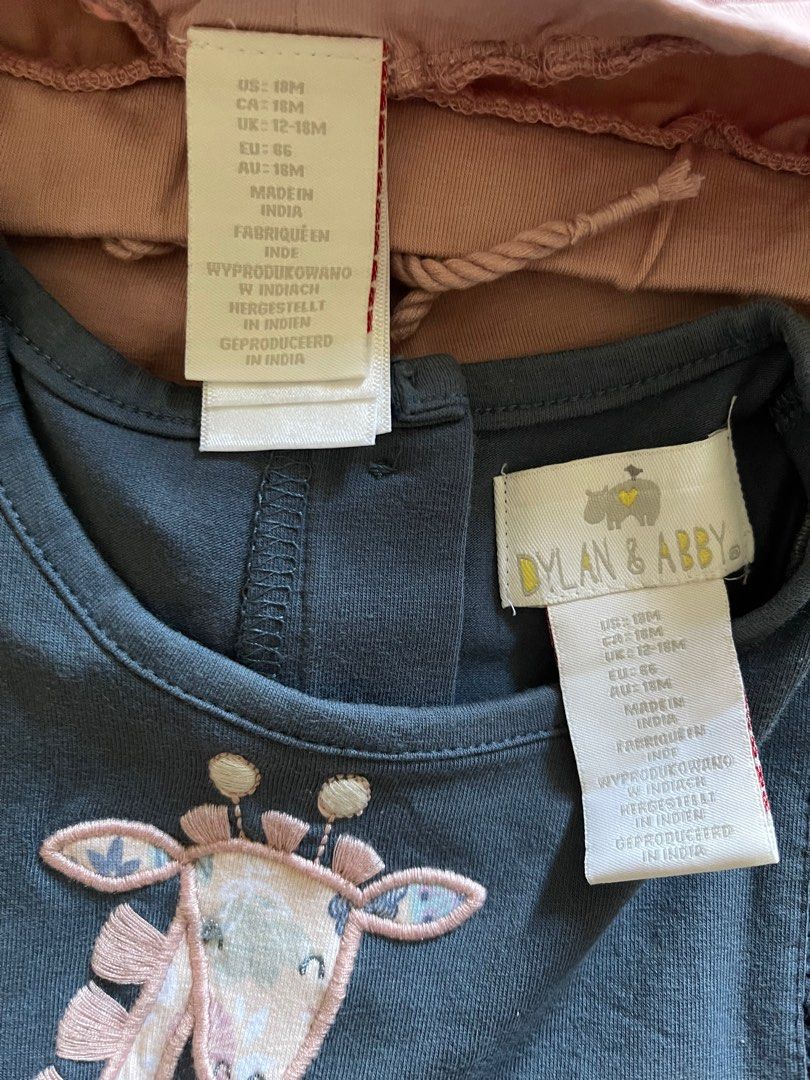 US= 18M
CA= 18M
UK= 12-18M
EU= 86
AU= 18M
MADE IN
INDIA
FABRIQUÉ EN
INDE
WYPRODUKOWANO
W INDIACH
HERGESTELLT
IN INDIEN
GEPRODUCEERD
IN INDIA
DYLAN & ABBY
US= 18M
CA= 18M
UK= 12-18M
EU= 86
AU= 18M
MADE IN
INDIA
FABRIQUÉ EN
INDE
WYPRODUKOWANO
W INDIACH
HERGESTELLT
IN INDIEN
GEPRODUCEERD
IN INDIA